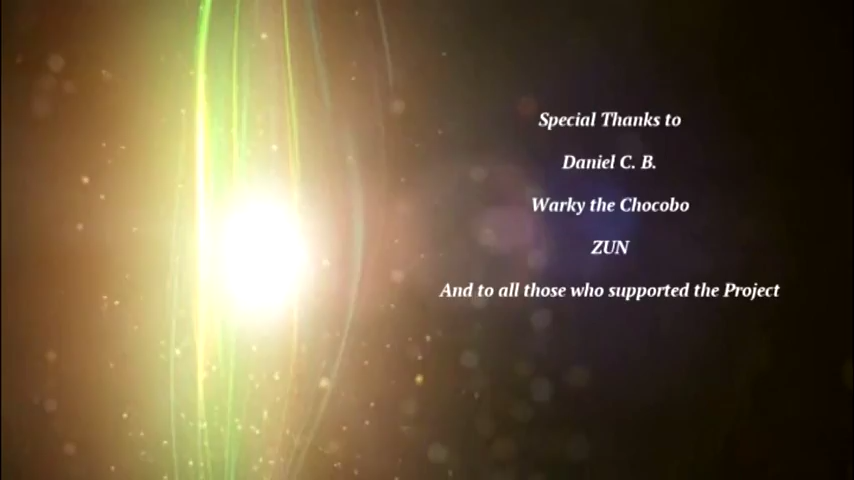 Special Thanks to
Daniel C. B.
Warky the Chocobo
ZUN
And to all those who supported the Project